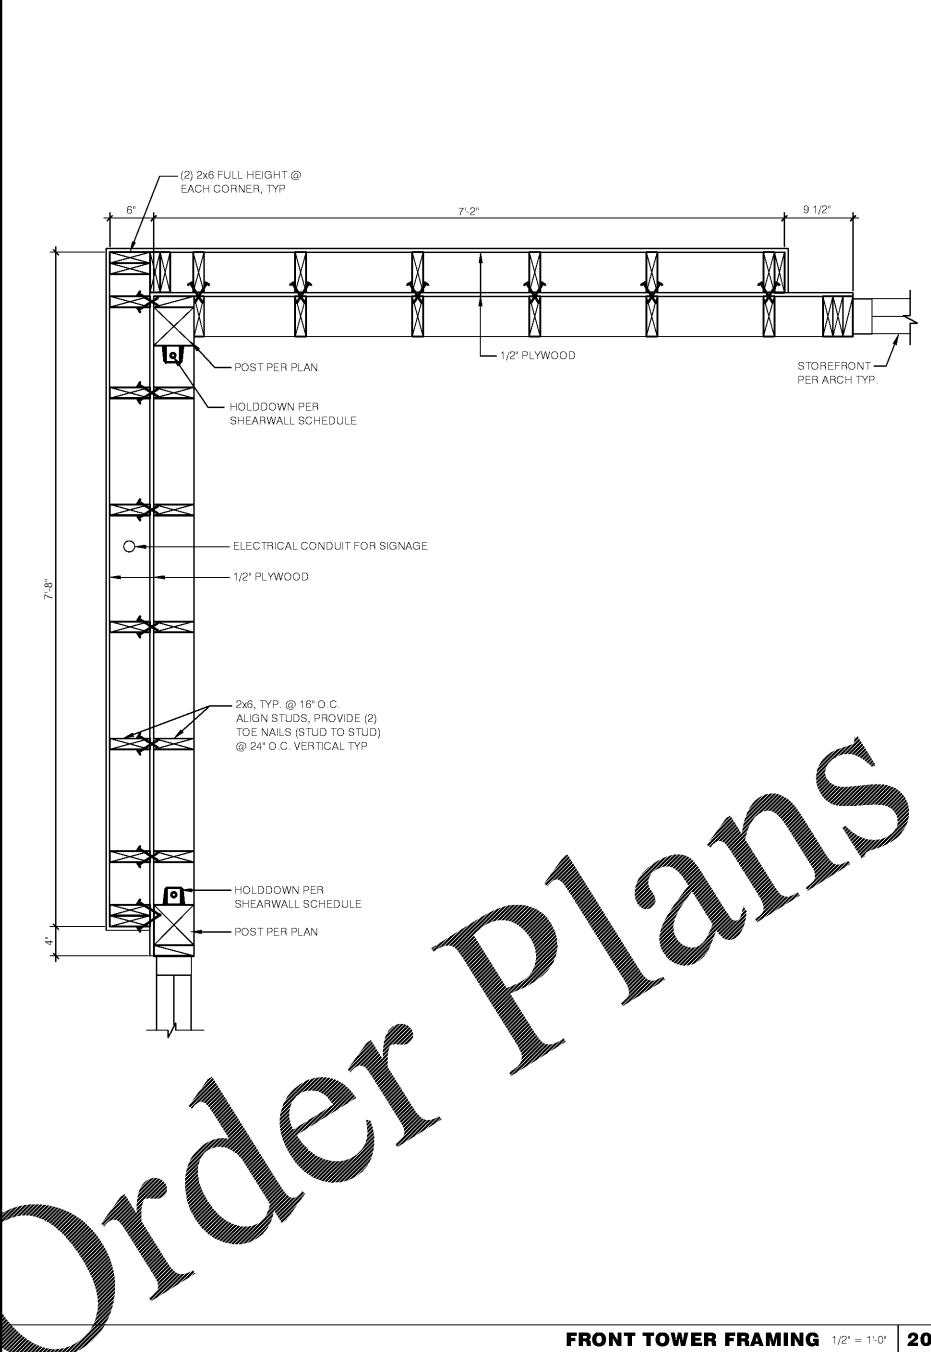 (2) 2x6 FULL HEIGHT @
EACH CORNER, TYP
6"
7'-2"
9 1/2"
1/2" PLYWOOD
POST PER PLAN
STOREFRONT
PER ARCH TYP.
HOLDDOWN PER
SHEARWALL SCHEDULE
ELECTRICAL CONDUIT FOR SIGNAGE
1/2" PLYWOOD
7'-8"
2x6, TYP. @ 16" O.C.
ALIGN STUDS, PROVIDE (2)
TOE NAILS (STUD TO STUD)
@ 24" O.C. VERTICAL TYP
HOLDDOWN PER
SHEARWALL SCHEDULE
POST PER PLAN
4"
Order Plans
FRONT TOWER FRAMING 1/2" = 1'-0" 20